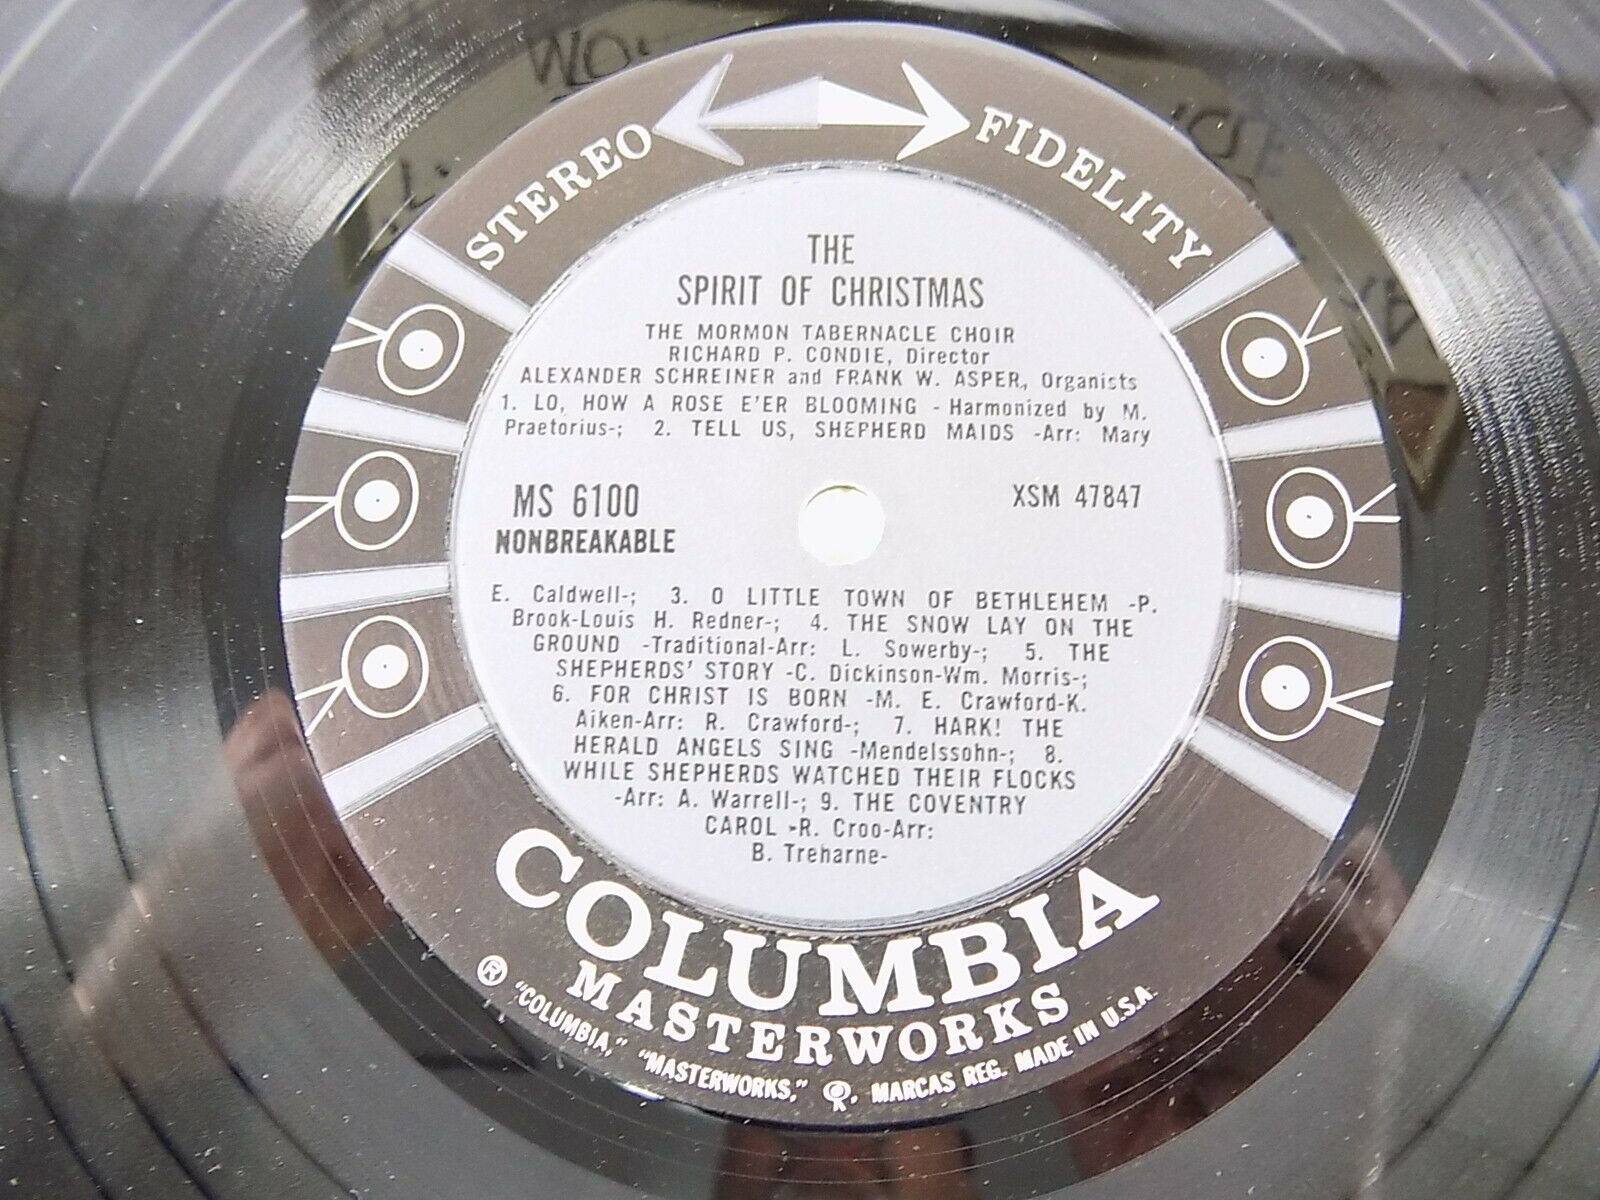 STEREO FIDELITY
THE
SPIRIT OF CHRISTMAS
THE MORMON TABERNACLE CHOIR
RICHARD P. CONDIE, Director
ALEXANDER SCHREINER and FRANK W. ASPER, Organists
1. LO, HOW A ROSE E'ER BLOOMING - Harmonized by M.
Praetorius-; 2. TELL US, SHEPHERD MAIDS -Arr: Mary
MS 6100 XSM 47847
NONBREAKABLE
E. Caldwell-; 3. O LITTLE TOWN OF BETHLEHEM -P.
Brook-Louis H. Redner-; 4. THE SNOW LAY ON THE
GROUND -Traditional-Arr: L. Sowerby-; 5. THE
SHEPHERDS' STORY -C. Dickinson-Wm. Morris-;
6. FOR CHRIST IS BORN -M. E. Crawford-K.
Aiken-Arr: R. Crawford-; 7. HARK! THE
HERALD ANGELS SING -Mendelssohn-; 8.
WHILE SHEPHERDS WATCHED THEIR FLOCKS
-Arr: A. Warrell-; 9. THE COVENTRY
CAROL -R. Croo-Arr:
B. Treharne-
COLUMBIA
MASTERWORKS
® "COLUMBIA," "MASTERWORKS," MARCAS REG. MADE IN U.S.A.